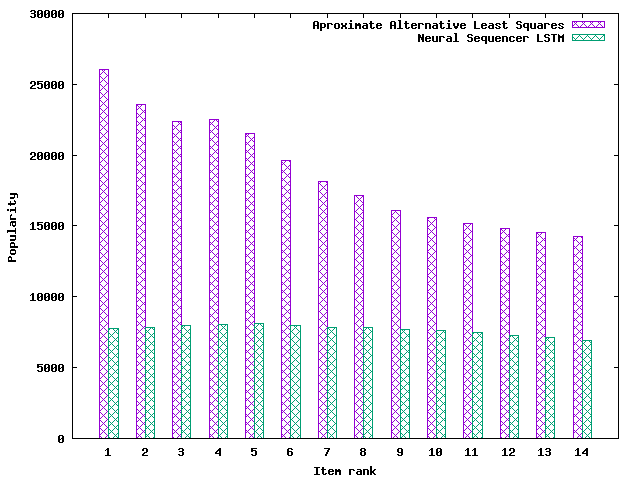 30000
Aproximate Alternative Least Squares
Neural Sequencer LSTM
25000
20000
15000
10000
5000
0
Popularity
1 2 3 4 5 6 7 8 9 10 11 12 13 14
Item rank